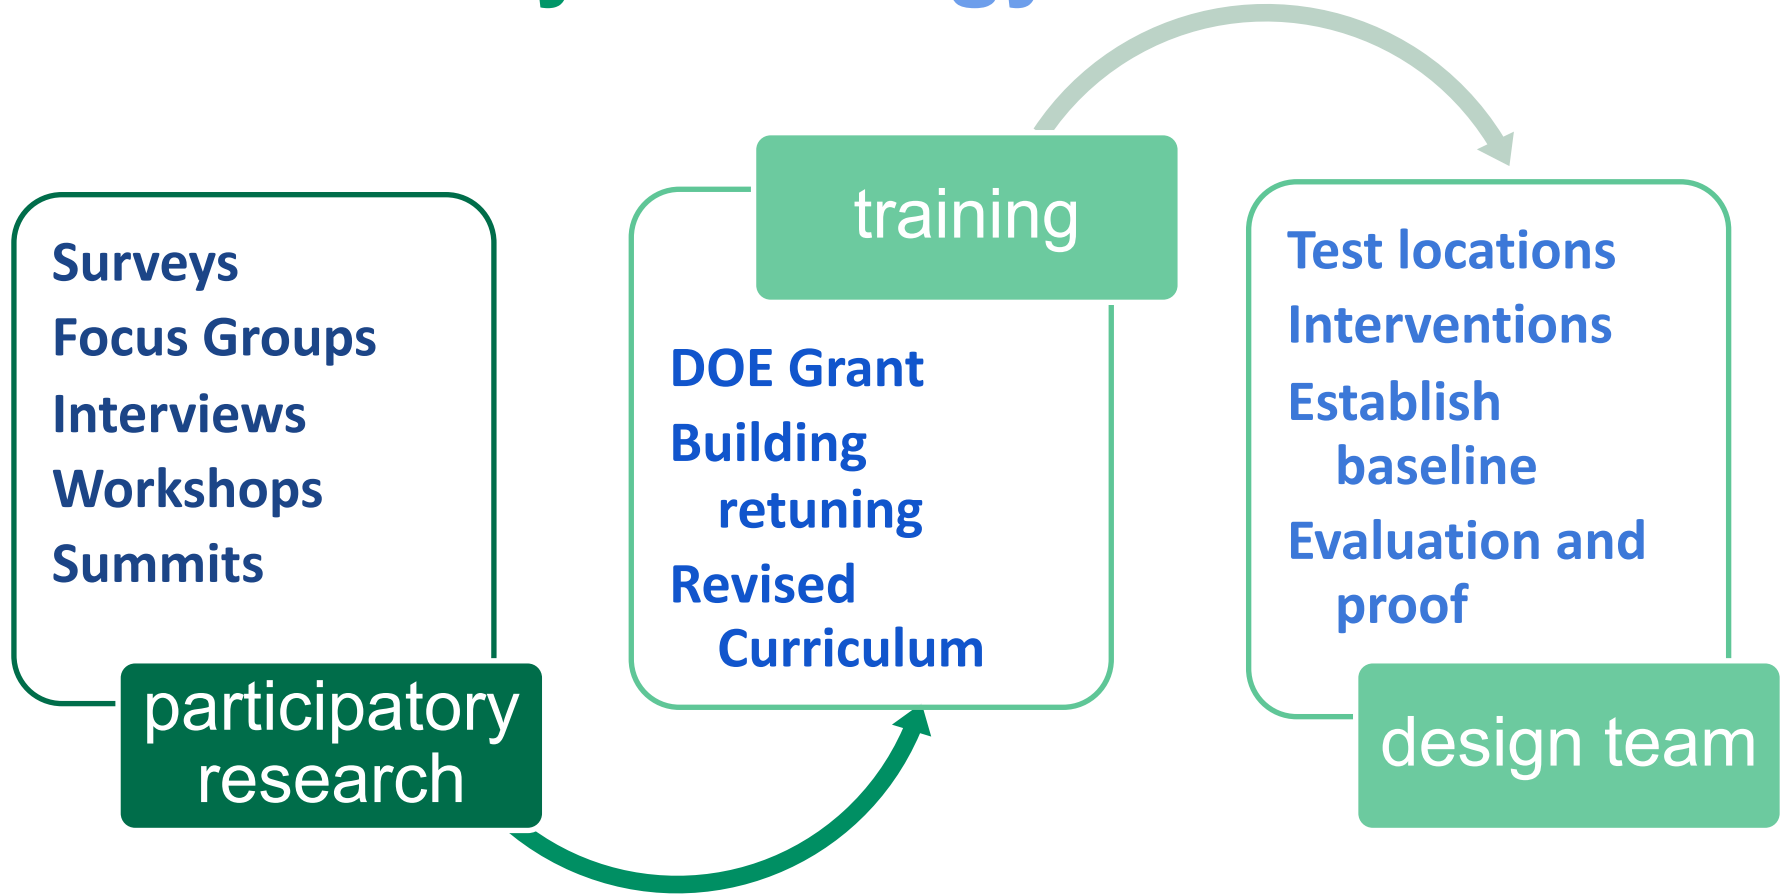 Surveys
Focus Groups
Interviews
Workshops
Summits
participatory
research
training
DOE Grant
Building
retuning
Revised
Curriculum
Test locations
Interventions
Establish
baseline
Evaluation and
proof
design team